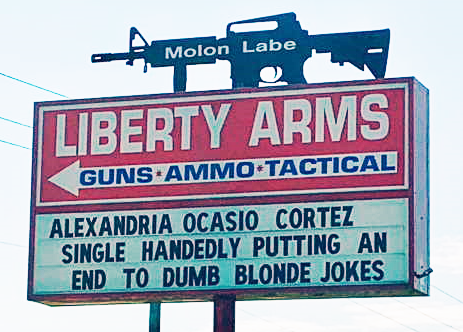 Molon Labe
LIBERTY ARMS
GUNS*AMMO*TACTICAL
ALEXANDRIA OCASIO CORTEZ
SINGLE HANDEDLY PUTTING AN
END TO DUMB BLONDE JOKES